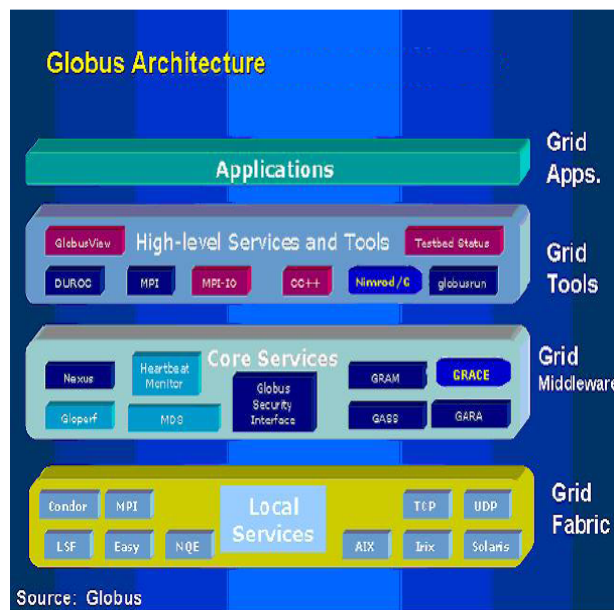 Globus Architecture
Applications
Grid
Apps.
GlobusView
High-level Services and Tools
Testbed Status
DUROC
MPI
MPI-IO
CC++
Nimrod/G
globusrun
Grid
Tools
Core Services
Nexus
Heartbeat
Monitor
Globus
Security
Interface
GRAM
GRACE
Gloperf
MDS
GASS
GARA
Grid
Middleware
Condor
MPI
Local
Services
TCP
UDP
LSF
Easy
NQE
AIX
Irix
Solaris
Grid
Fabric
Source: Globus